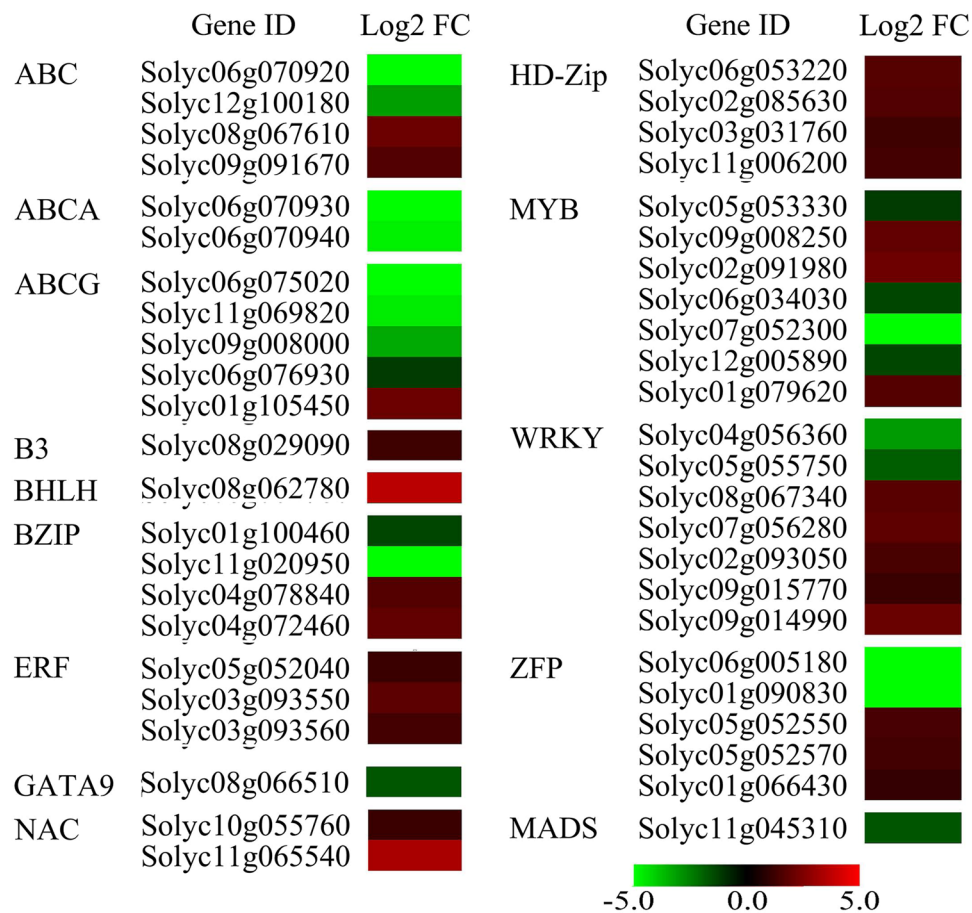 Gene ID Log2 FC
ABC Solyc06g070920
Solyc12g100180
Solyc08g067610
Solyc09g091670
ABCA Solyc06g070930
Solyc06g070940
ABCG Solyc06g075020
Solyc11g069820
Solyc09g008000
Solyc06g076930
Solyc01g105450
B3 Solyc08g029090
BHLH Solyc08g062780
BZIP Solyc01g100460
Solyc11g020950
Solyc04g078840
Solyc04g072460
ERF Solyc05g052040
Solyc03g093550
Solyc03g093560
GATA9 Solyc08g066510
NAC Solyc10g055760
Solyc11g065540
Gene ID Log2 FC
HD-Zip Solyc06g053220
Solyc02g085630
Solyc03g031760
Solyc11g006200
MYB Solyc05g053330
Solyc09g008250
Solyc02g091980
Solyc06g034030
Solyc07g052300
Solyc12g005890
Solyc01g079620
WRKY Solyc04g056360
Solyc05g055750
Solyc08g067340
Solyc07g056280
Solyc02g093050
Solyc09g015770
Solyc09g014990
ZFP Solyc06g005180
Solyc01g090830
Solyc05g052550
Solyc05g052570
Solyc01g066430
MADS Solyc11g045310
-5.0 0.0 5.0